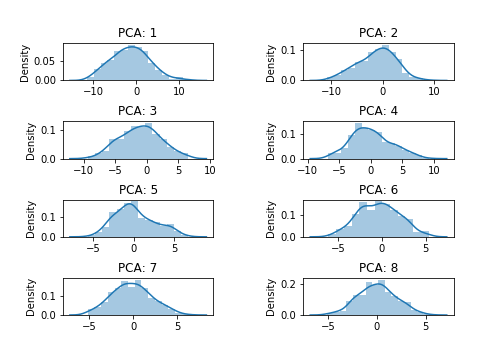 PCA: 1
Density
0.05
0.00
−10 0 10
PCA: 2
Density
0.1
0.0
−10 0
PCA: 3
Density
0.1
0.0
−10 −5 0 5 10
PCA: 4
Density
0.1
0.0
−10 −5 0 5 10
PCA: 5
Density
0.1
0.0
−5 0 5
PCA: 6
Density
0.1
0.0
−5 0 5
PCA: 7
Density
0.1
0.0
−5 0 5
PCA: 8
Density
0.2
0.0
−5 0 5